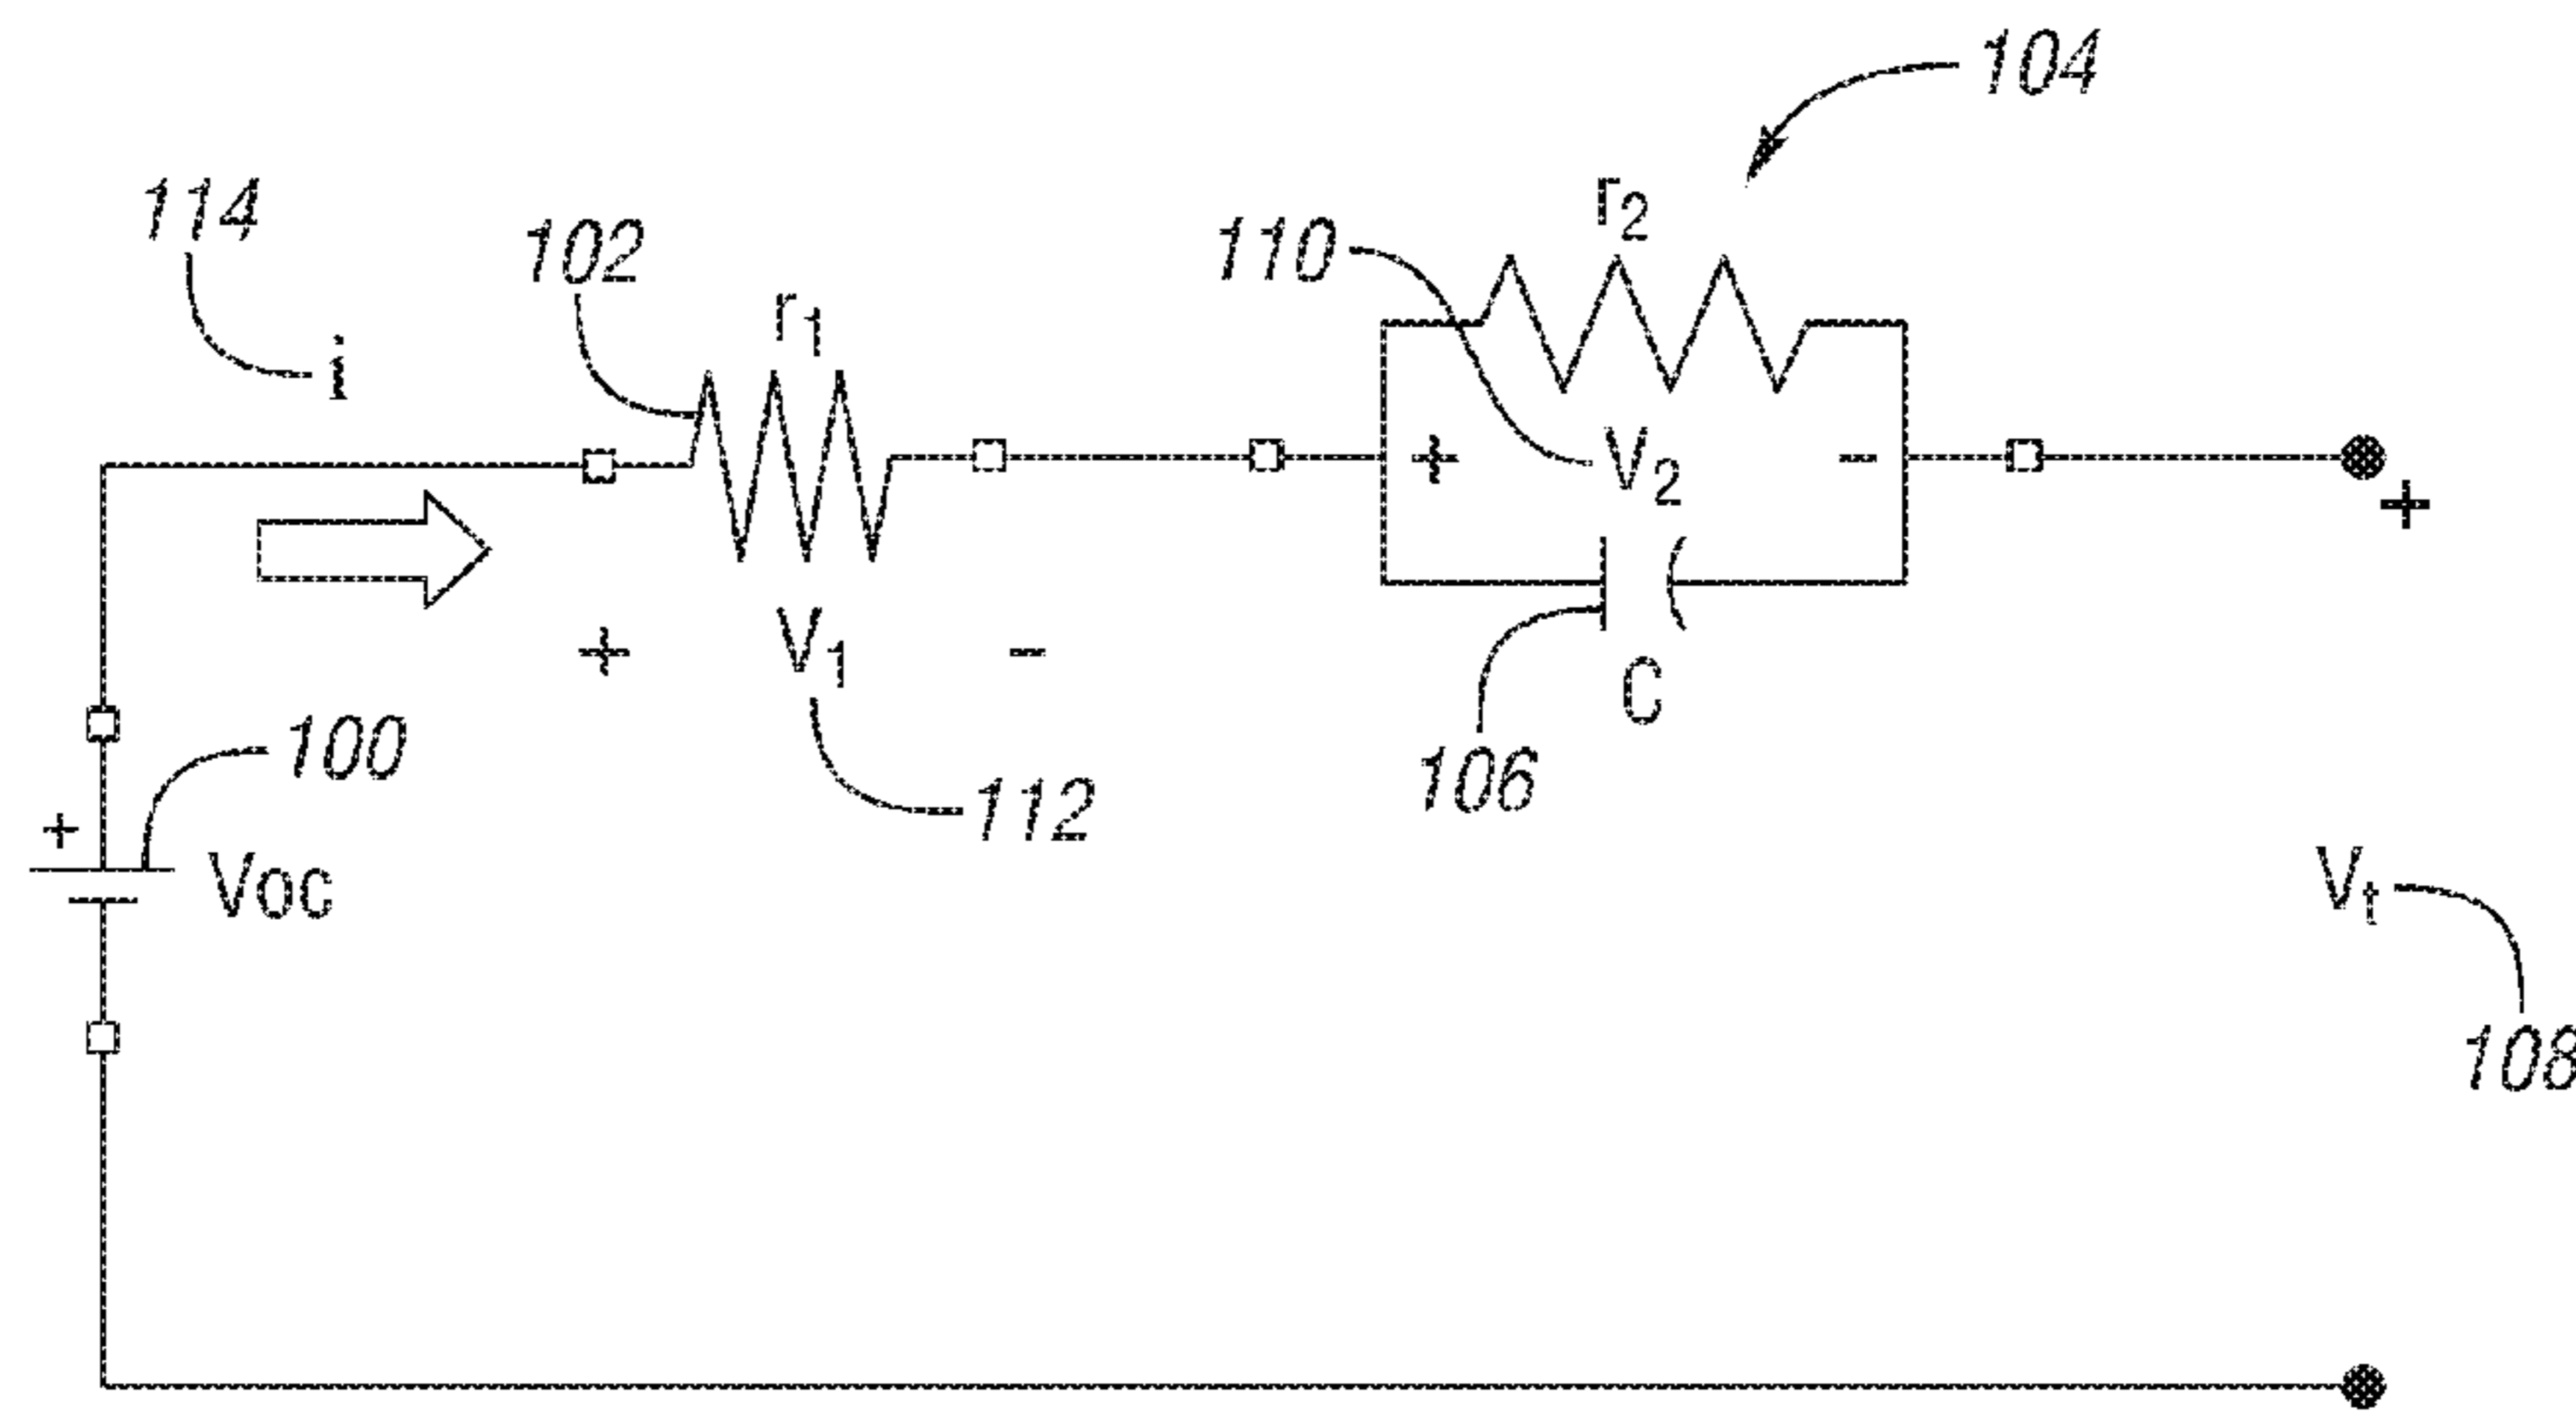 104
114
102
r1
110
r2
i
+ V2 -
+
+ V1 -
C
100
112
106
+
Voc
Vt
108